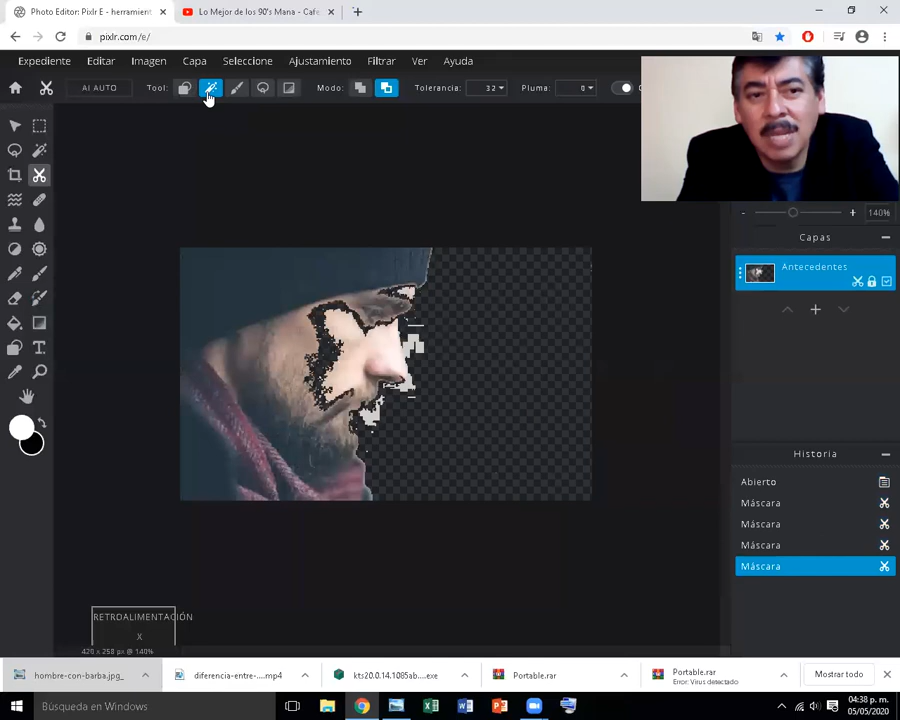 Photo Editor: Pixlr E - herramient
Lo Mejor de los 90's Mana - Cafe
pixlr.com/e/
Expediente Editar Imagen Capa Selección Ajustamiento Filtrar Ver Ayuda
AI AUTO Tool: Modo: Tolerancia: 32 Pluma: 0
140%
Capas
Antecedentes
Historia
Abierto
Máscara
Máscara
Máscara
Máscara
RETROALIMENTACIÓN
X
420 x 258 px @ 140%
hombre-con-barba.jpg_
diferencia-entre-....mp4
kts20.0.14.1085ab....exe
Portable.rar
Portable.rar
Error: Virus detectado
Mostrar todo
Búsqueda en Windows
04:38 p. m.
05/05/2020